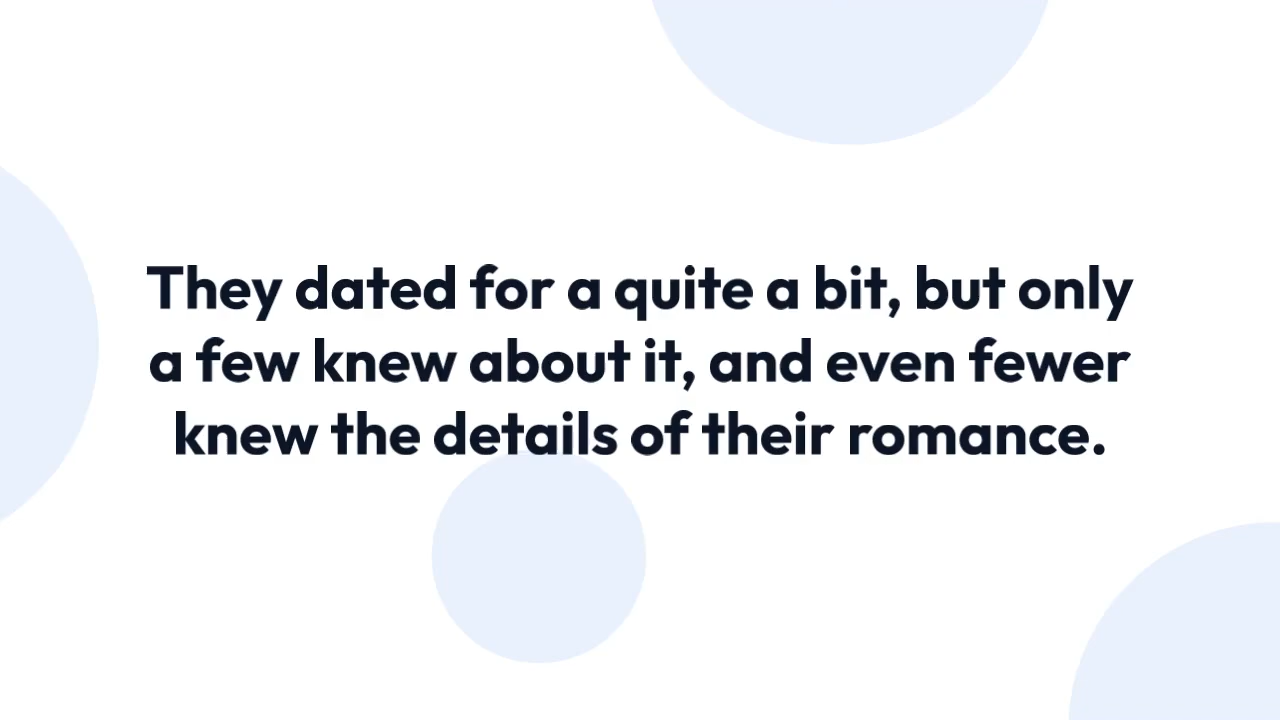 They dated for a quite a bit, but only
a few knew about it, and even fewer
knew the details of their romance.